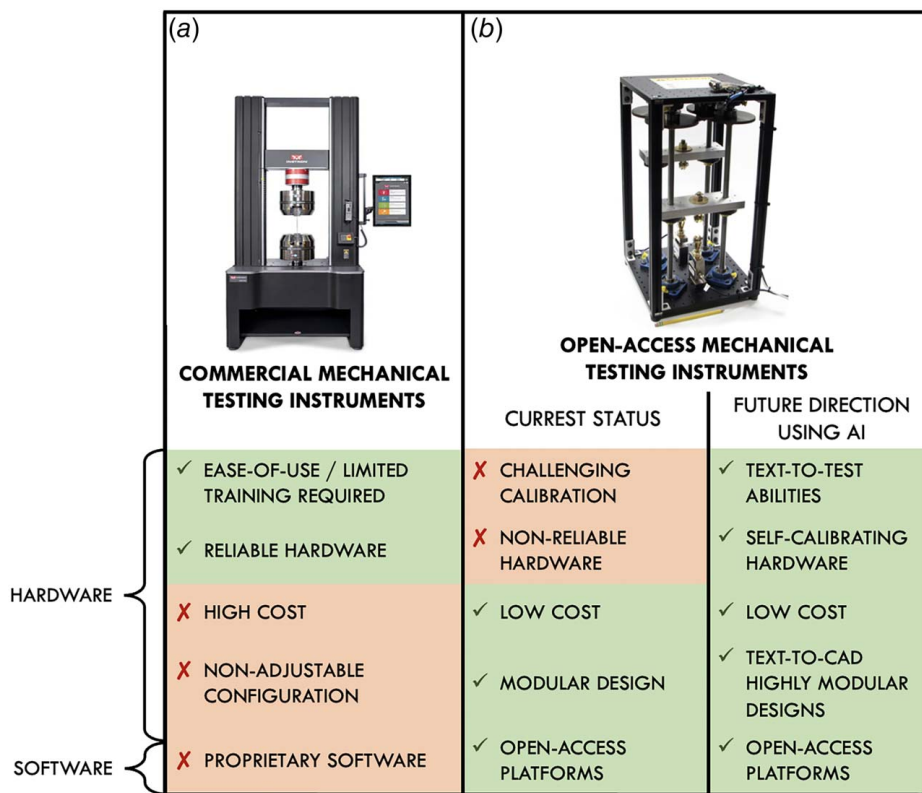 (a)
COMMERCIAL MECHANICAL
TESTING INSTRUMENTS
(b)
OPEN-ACCESS MECHANICAL
TESTING INSTRUMENTS
CURREST STATUS
FUTURE DIRECTION
USING AI
HARDWARE
✓ EASE-OF-USE / LIMITED
TRAINING REQUIRED
✓ RELIABLE HARDWARE
✗ HIGH COST
✗ NON-ADJUSTABLE
CONFIGURATION
SOFTWARE
✗ PROPRIETARY SOFTWARE
✗ CHALLENGING
CALIBRATION
✗ NON-RELIABLE
HARDWARE
✓ LOW COST
✓ MODULAR DESIGN
✓ OPEN-ACCESS
PLATFORMS
✓ TEXT-TO-TEST
ABILITIES
✓ SELF-CALIBRATING
HARDWARE
✓ LOW COST
✓ TEXT-TO-CAD
HIGHLY MODULAR
DESIGNS
✓ OPEN-ACCESS
PLATFORMS